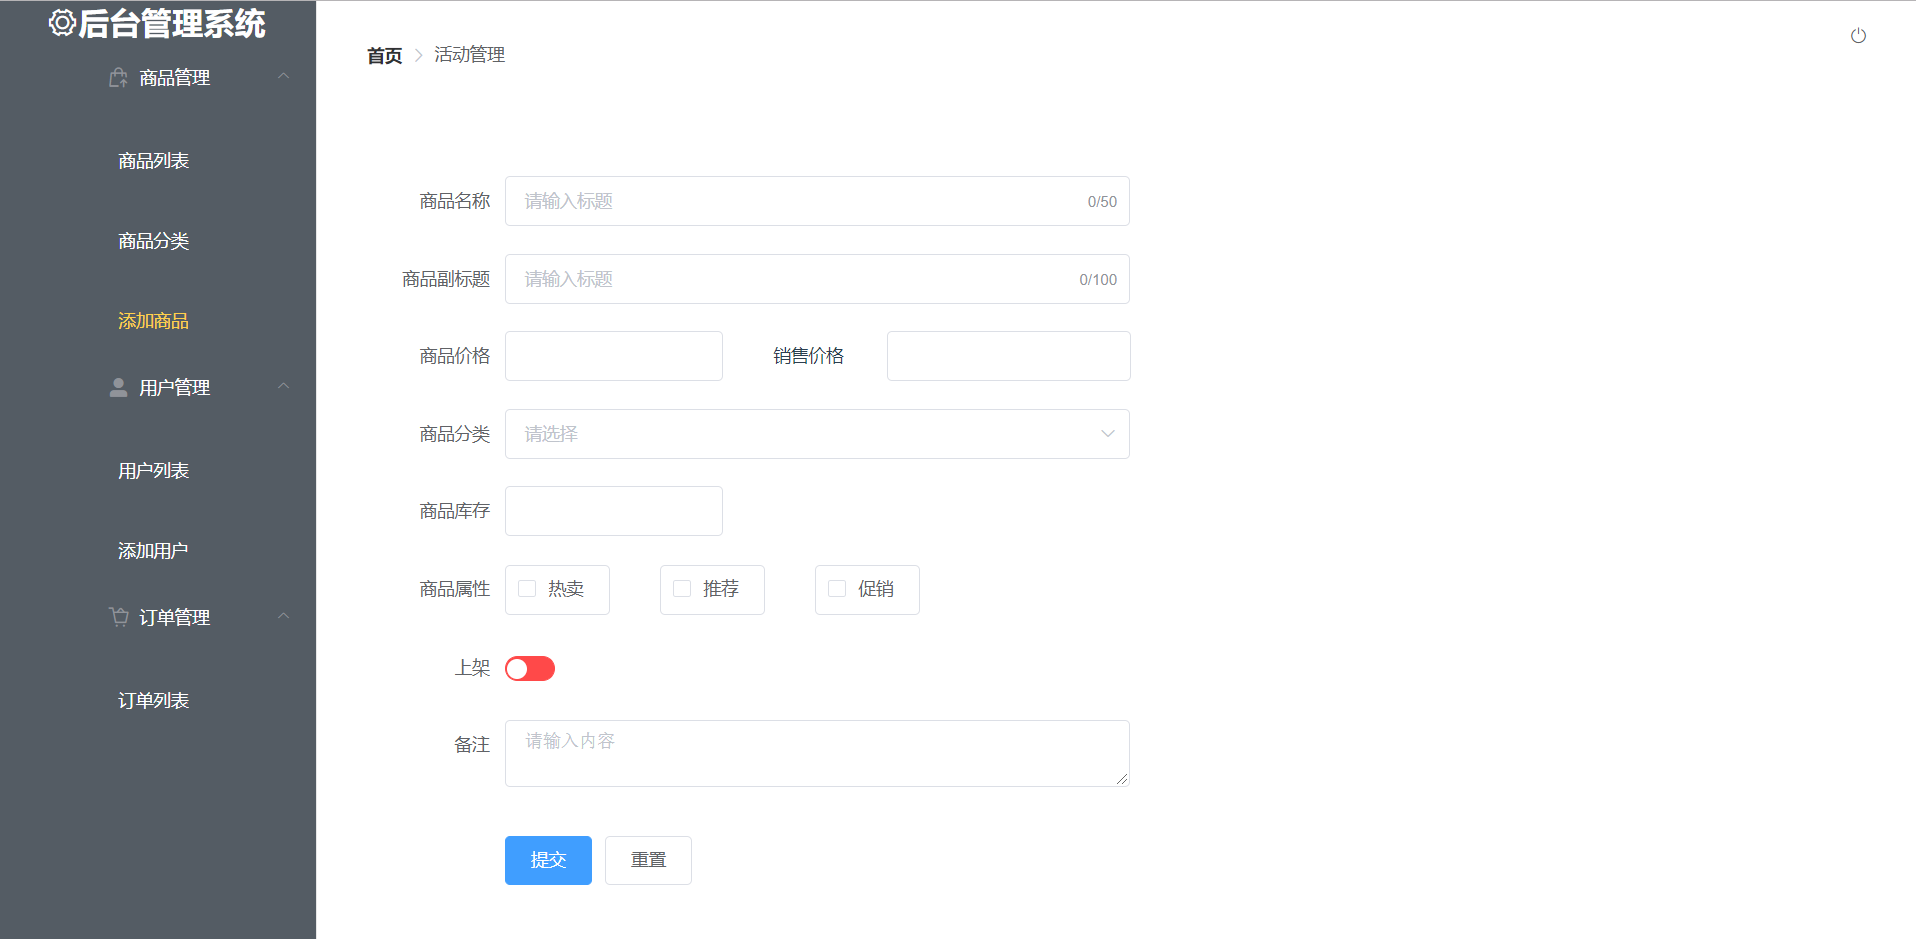 后台管理系统
商品管理
商品列表
商品分类
添加商品
用户管理
用户列表
添加用户
订单管理
订单列表
首页 活动管理
商品名称 请输入标题 0/50
商品副标题 请输入标题 0/100
商品价格 销售价格
商品分类 请选择
商品库存
商品属性 热卖 推荐 促销
上架
备注 请输入内容
提交 重置